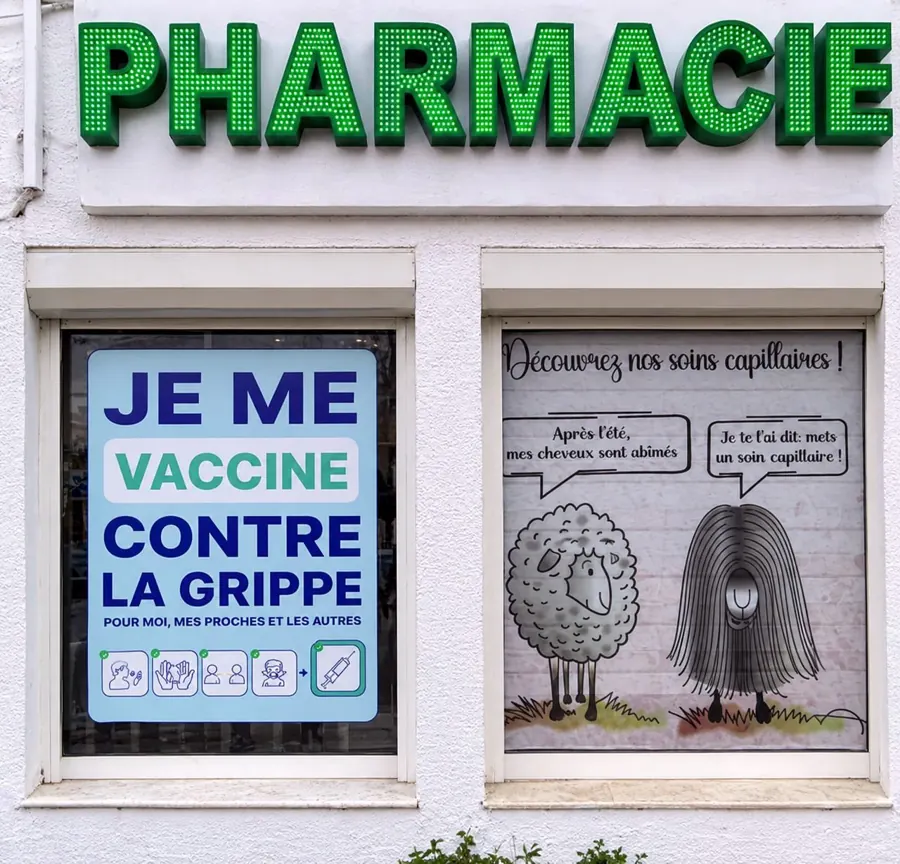 PHARMACIE
JE ME
VACCINE
CONTRE
LA GRIPPE
POUR MOI, MES PROCHES ET LES AUTRES
Découvrez nos soins capillaires !
Après l'été,
mes cheveux sont abîmés
Je te l'ai dit: mets
un soin capillaire !